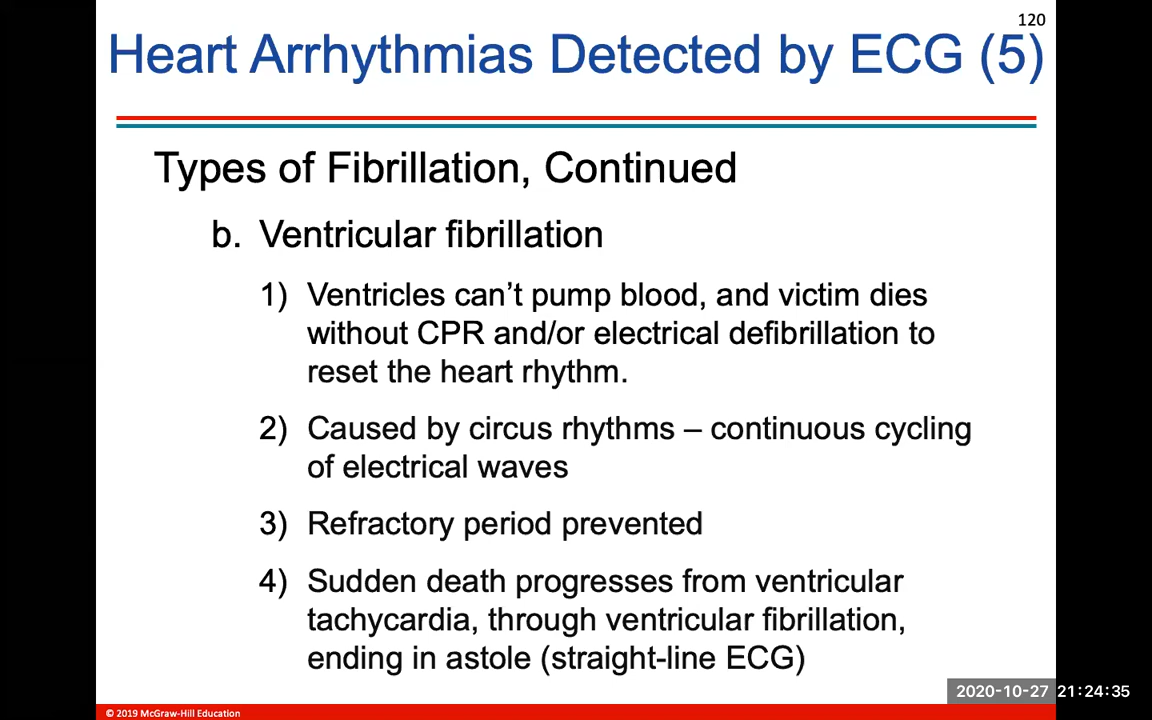 120
Heart Arrhythmias Detected by ECG (5)
Types of Fibrillation, Continued
b. Ventricular fibrillation
1) Ventricles can’t pump blood, and victim dies
without CPR and/or electrical defibrillation to
reset the heart rhythm.
2) Caused by circus rhythms – continuous cycling
of electrical waves
3) Refractory period prevented
4) Sudden death progresses from ventricular
tachycardia, through ventricular fibrillation,
ending in astole (straight-line ECG)
2020-10-27 21:24:35
© 2019 McGraw-Hill Education